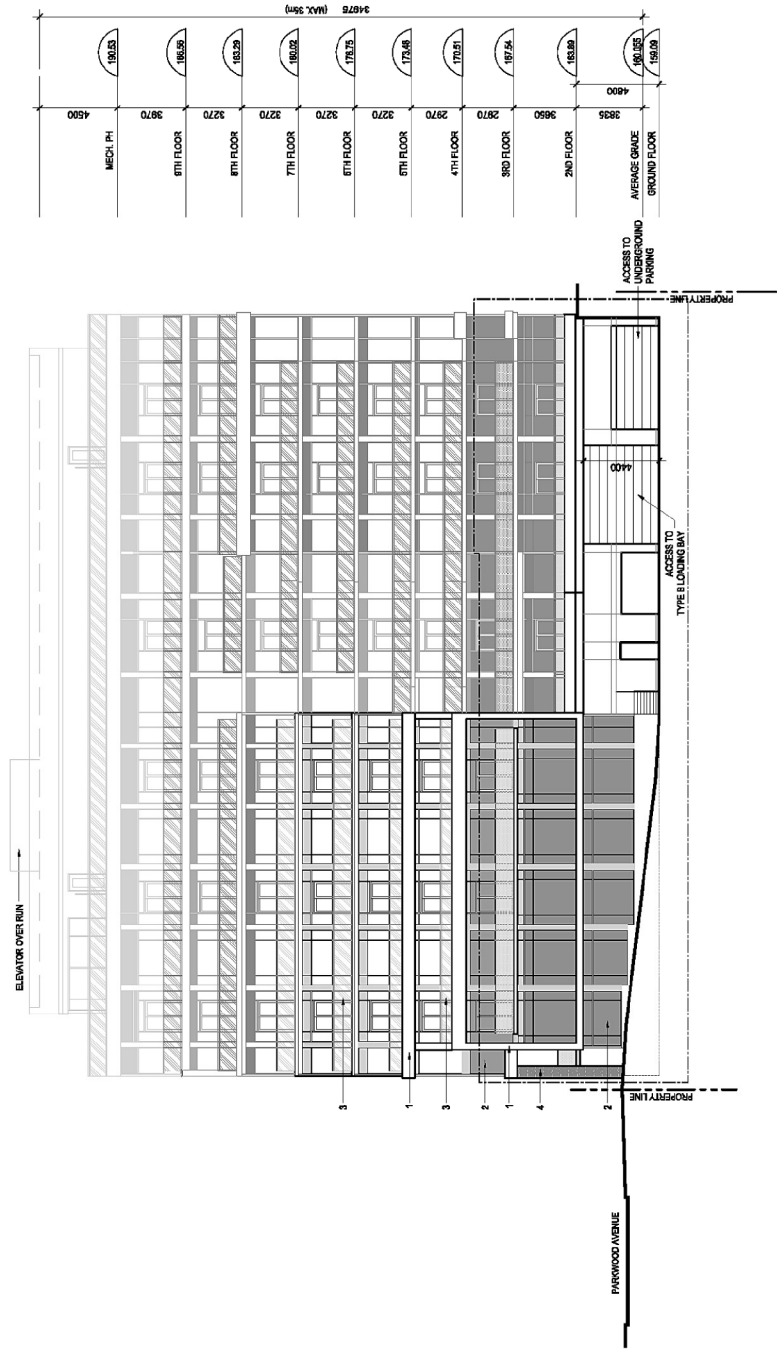 34975 (MAX. 35m)
4500
3970
3270
3270
3270
3270
2970
2970
3650
3835
4800
190.53
186.56
183.29
180.02
176.75
173.48
170.51
167.54
163.89
160.055
159.09
MECH. PH
9TH FLOOR
8TH FLOOR
7TH FLOOR
6TH FLOOR
5TH FLOOR
4TH FLOOR
3RD FLOOR
2ND FLOOR
AVERAGE GRADE
GROUND FLOOR
ELEVATOR OVER RUN
ACCESS TO
UNDERGROUND
PARKING
PROPERTY LINE
4400
ACCESS TO
TYPE B LOADING BAY
3
1
3
2
1
4
2
PROPERTY LINE
PARKWOOD AVENUE